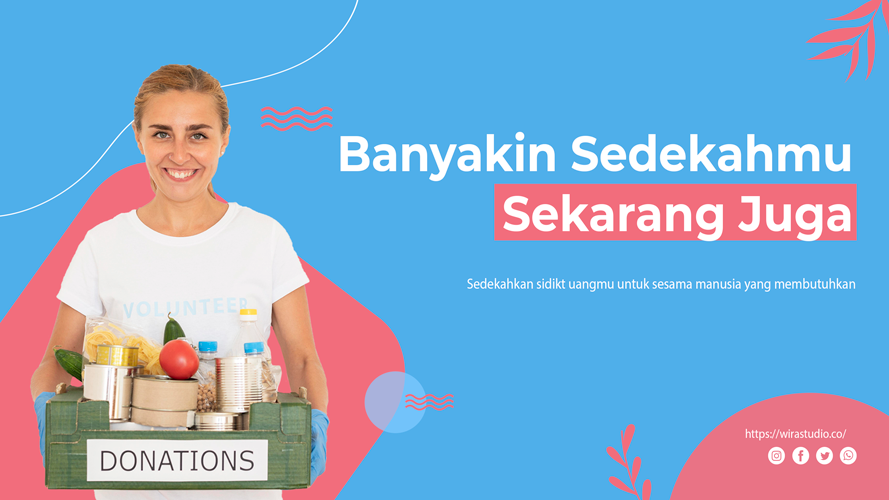 Banyakin Sedekahmu
Sekarang Juga
Sedekahkan sidikt uangmu untuk sesama manusia yang membutuhkan
VOLUNTEER
DONATIONS
https://wirastudio.co/